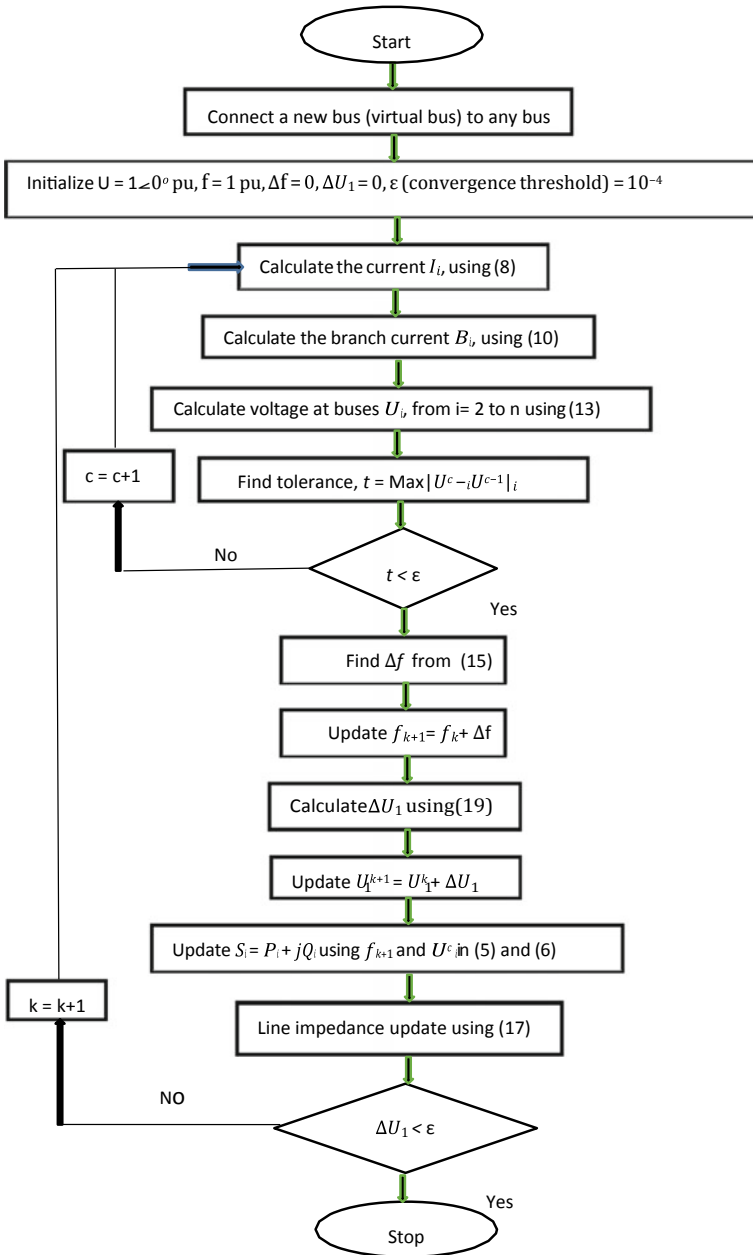 Start
Connect a new bus (virtual bus) to any bus
Initialize U = 1∠0° pu, f = 1 pu, Δf = 0, ΔU₁ = 0, ε (convergence threshold) = 10⁻⁴
Calculate the current Iᵢ, using (8)
Calculate the branch current Bᵢ, using (10)
Calculate voltage at buses Uᵢ, from i= 2 to n using (13)
c = c+1
Find tolerance, t = Max|Uᶜ −ᵢUᶜ⁻¹|ᵢ
No
t < ε
Yes
Find Δf from (15)
Update fₖ₊₁= fₖ+ Δf
Calculate ΔU₁ using(19)
Update U₁ᵏ⁺¹= Uᵏ₁+ ΔU₁
Update Sᵢ= Pᵢ+ jQᵢ using fₖ₊₁ and Uᶜᵢin (5) and (6)
k = k+1
Line impedance update using (17)
NO
ΔU₁ < ε
Yes
Stop